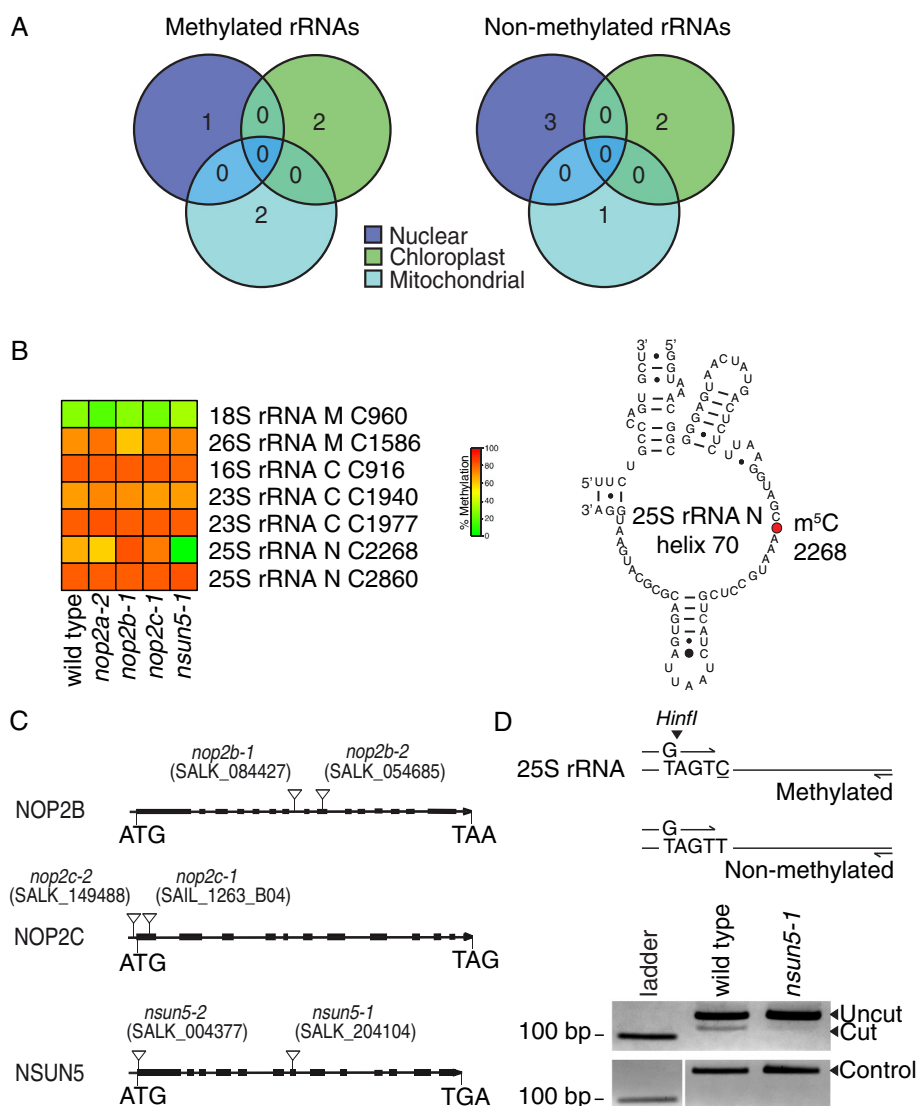 A
Methylated rRNAs
Non-methylated rRNAs
1
0
2
0
0
0
2
3
0
2
0
0
0
1
Nuclear
Chloroplast
Mitochondrial
B
18S rRNA M C960
26S rRNA M C1586
16S rRNA C C916
23S rRNA C C1940
23S rRNA C C1977
25S rRNA N C2268
25S rRNA N C2860
wild type
nop2a-2
nop2b-1
nop2c-1
nsun5-1
% Methylation
100
80
60
40
20
0
3'
5'
5'
3'
25S rRNA N
helix 70
m⁵C
2268
C
nop2b-1
(SALK_084427)
nop2b-2
(SALK_054685)
NOP2B
ATG
TAA
nop2c-2
(SALK_149488)
nop2c-1
(SAIL_1263_B04)
NOP2C
ATG
TAG
nsun5-2
(SALK_004377)
nsun5-1
(SALK_204104)
NSUN5
ATG
TGA
D
HinfI
G
25S rRNA
TAGTC
Methylated
G
TAGTT
Non-methylated
ladder
wild type
nsun5-1
Uncut
Cut
100 bp
Control
100 bp